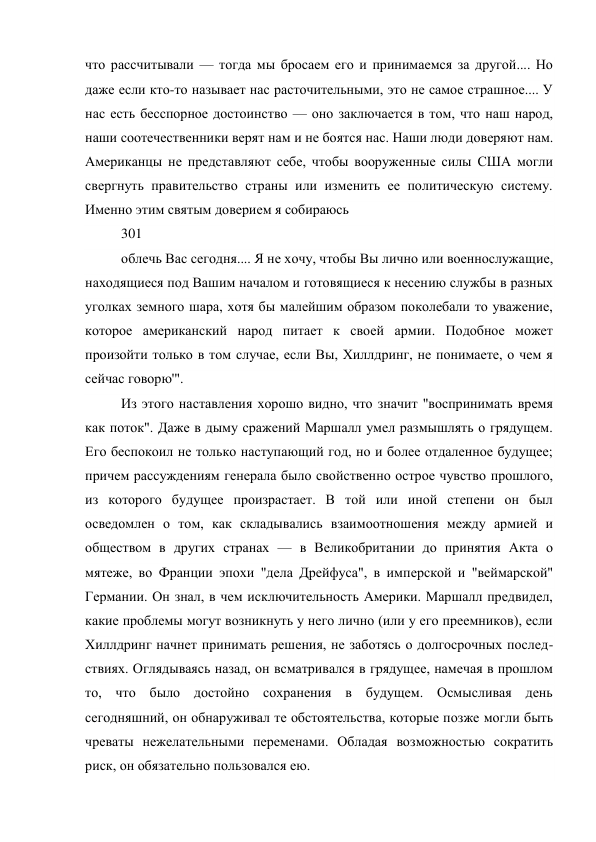 что рассчитывали — тогда мы бросаем его и принимаемся за другой.... Но
даже если кто-то называет нас расточительными, это не самое страшное.... У
нас есть бесспорное достоинство — оно заключается в том, что наш народ,
наши соотечественники верят нам и не боятся нас. Наши люди доверяют нам.
Американцы не представляют себе, чтобы вооруженные силы США могли
свергнуть правительство страны или изменить ее политическую систему.
Именно этим святым доверием я собираюсь
301
облечь Вас сегодня.... Я не хочу, чтобы Вы лично или военнослужащие,
находящиеся под Вашим началом и готовящиеся к несению службы в разных
уголках земного шара, хотя бы малейшим образом поколебали то уважение,
которое американский народ питает к своей армии. Подобное может
произойти только в том случае, если Вы, Хиллдринг, не понимаете, о чем я
сейчас говорю'".
Из этого наставления хорошо видно, что значит "воспринимать время
как поток". Даже в дыму сражений Маршалл умел размышлять о грядущем.
Его беспокоил не только наступающий год, но и более отдаленное будущее;
причем рассуждениям генерала было свойственно острое чувство прошлого,
из которого будущее произрастает. В той или иной степени он был
осведомлен о том, как складывались взаимоотношения между армией и
обществом в других странах — в Великобритании до принятия Акта о
мятеже, во Франции эпохи "дела Дрейфуса", в имперской и "веймарской"
Германии. Он знал, в чем исключительность Америки. Маршалл предвидел,
какие проблемы могут возникнуть у него лично (или у его преемников), если
Хиллдринг начнет принимать решения, не заботясь о долгосрочных послед-
ствиях. Оглядываясь назад, он всматривался в грядущее, намечая в прошлом
то, что было достойно сохранения в будущем. Осмысливая день
сегодняшний, он обнаруживал те обстоятельства, которые позже могли быть
чреваты нежелательными переменами. Обладая возможностью сократить
риск, он обязательно пользовался ею.